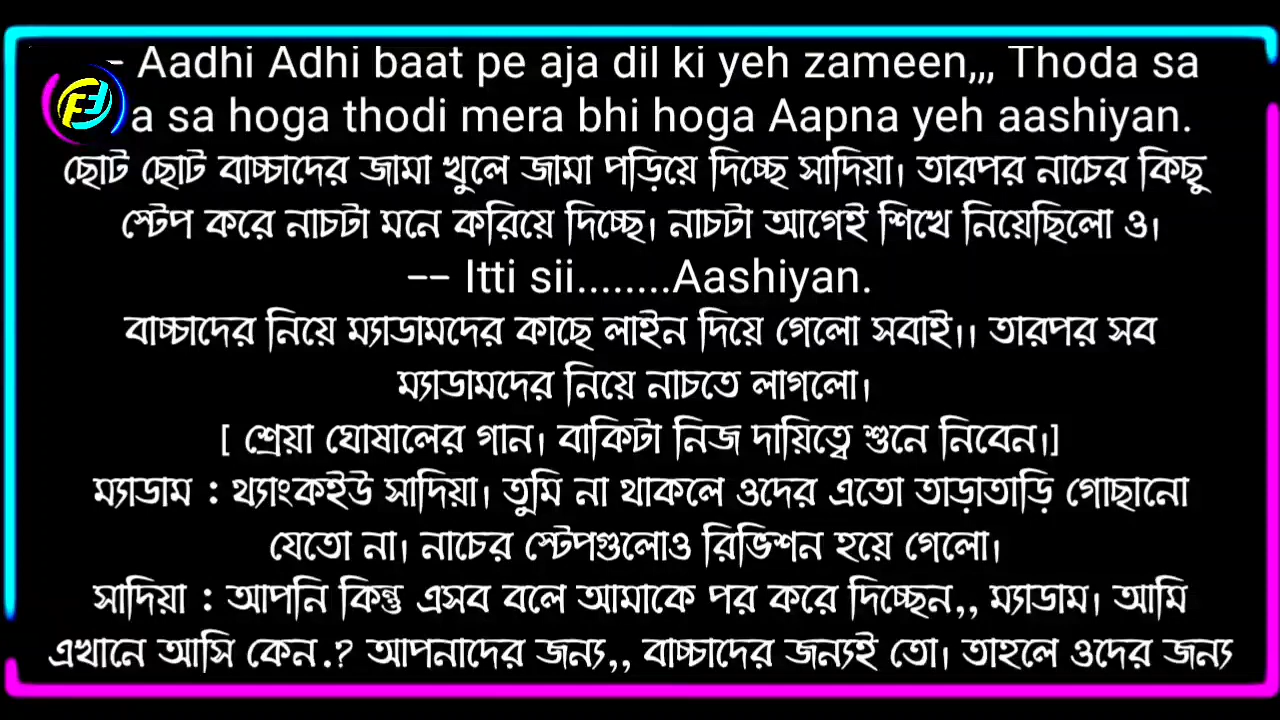 - Aadhi Adhi baat pe aja dil ki yeh zameen,,, Thoda sa
a sa hoga thodi mera bhi hoga Aapna yeh aashiyan.
ছোট ছোট বাচ্চাদের জামা খুলে জামা পড়িয়ে দিচ্ছে সাদিয়া। তারপর নাচের কিছু
স্টেপ করে নাচটা মনে করিয়ে দিচ্ছে। নাচটা আগেই শিখে নিয়েছিলো ও।
-- Itti sii........Aashiyan.
বাচ্চাদের নিয়ে ম্যাডামদের কাছে লাইন দিয়ে গেলো সবাই।। তারপর সব
ম্যাডামদের নিয়ে নাচতে লাগলো।
[ শ্রেয়া ঘোষালের গান। বাকিটা নিজ দায়িত্বে শুনে নিবেন।]
ম্যাডাম : থ্যাংকইউ সাদিয়া। তুমি না থাকলে ওদের এতো তাড়াতাড়ি গোছানো
যেতো না। নাচের স্টেপগুলোও রিভিশন হয়ে গেলো।
সাদিয়া : আপনি কিন্তু এসব বলে আমাকে পর করে দিচ্ছেন,, ম্যাডাম। আমি
এখানে আসি কেন.? আপনাদের জন্য,, বাচ্চাদের জন্যই তো। তাহলে ওদের জন্য